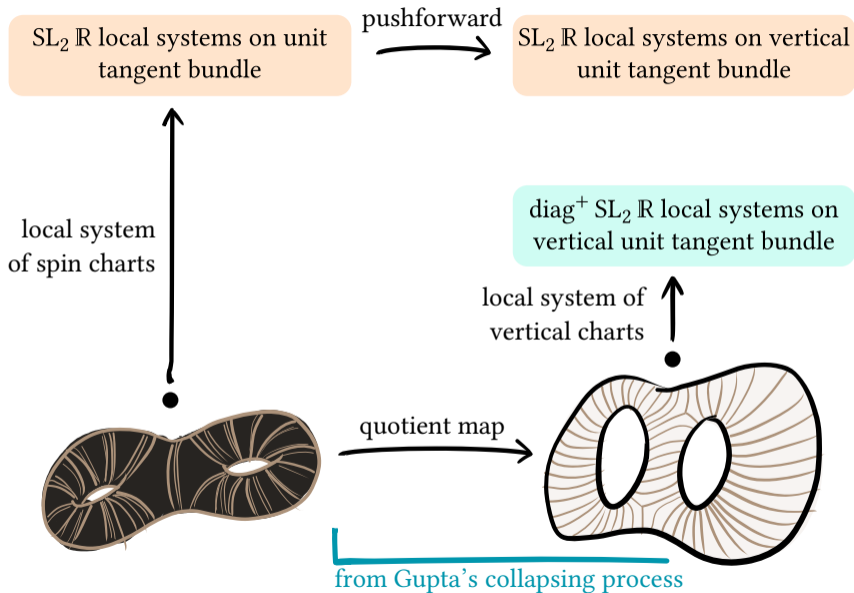 SL₂ ℝ local systems on unit
tangent bundle
pushforward
SL₂ ℝ local systems on vertical
unit tangent bundle
local system
of spin charts
diag⁺ SL₂ ℝ local systems on
vertical unit tangent bundle
local system of
vertical charts
quotient map
from Gupta's collapsing process